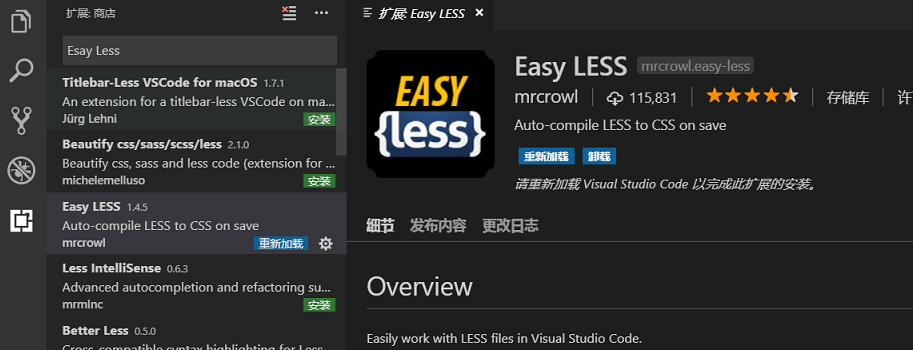 扩展: 商店
Esay Less
Titlebar-Less VSCode for macOS 1.7.1
An extension for a titlebar-less VSCode on ma...
Jürg Lehni 安装
Beautify css/sass/scss/less 2.1.0
Beautify css, sass and less code (extension for ...
michelemelluso 安装
Easy LESS 1.4.5
Auto-compile LESS to CSS on save
mrcrowl 重新加载
Less IntelliSense 0.6.3
Advanced autocompletion and refactoring su...
mrmlnc 安装
Better Less 0.5.0
Cross-compatible syntax highlighting for Less
扩展: Easy LESS
EASY
{less}
Easy LESS mrcrowl.easy-less
mrcrowl 115,831 存储库 许
Auto-compile LESS to CSS on save
重新加载 卸载
请重新加载 Visual Studio Code 以完成此扩展的安装。
细节 发布内容 更改日志
Overview
Easily work with LESS files in Visual Studio Code.